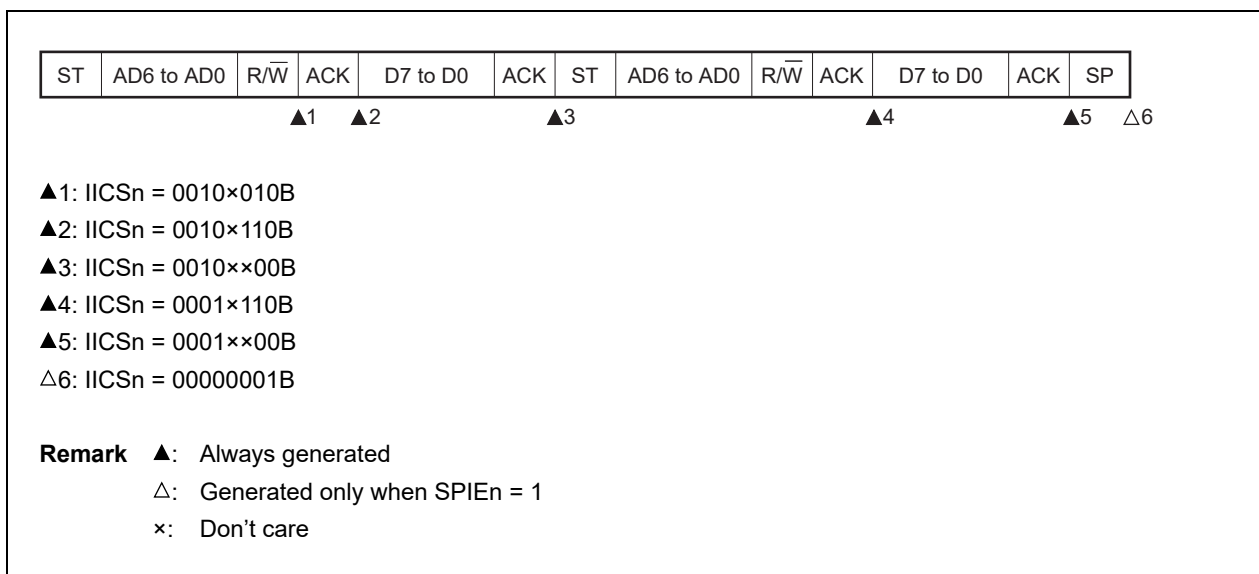 ST AD6 to AD0 R/W̅ ACK D7 to D0 ACK ST AD6 to AD0 R/W̅ ACK D7 to D0 ACK SP
▲1 ▲2 ▲3 ▲4 ▲5 △6
▲1: IICSn = 0010×010B
▲2: IICSn = 0010×110B
▲3: IICSn = 0010××00B
▲4: IICSn = 0001×110B
▲5: IICSn = 0001××00B
△6: IICSn = 00000001B
Remark ▲: Always generated
△: Generated only when SPIEn = 1
×: Don’t care